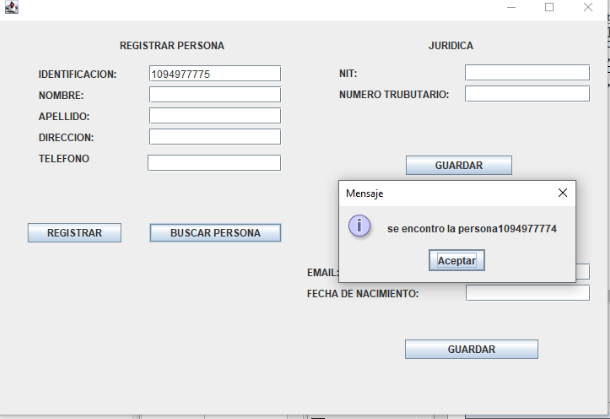 REGISTRAR PERSONA
IDENTIFICACION: 1094977775
NOMBRE:
APELLIDO:
DIRECCION:
TELEFONO
REGISTRAR BUSCAR PERSONA
JURIDICA
NIT:
NUMERO TRUBUTARIO:
GUARDAR
Mensaje
se encontro la persona1094977774
Aceptar
EMAIL:
FECHA DE NACIMIENTO:
GUARDAR